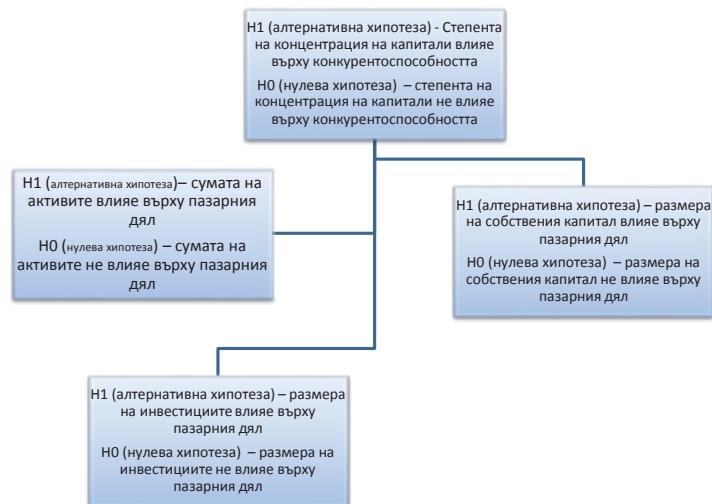 H1 (алтернативна хипотеза) - Степента
на концентрация на капитали влияе
върху конкурентоспособността
H0 (нулева хипотеза) – степента на
концентрация на капитали не влияе
върху конкурентоспособността
H1 (алтернативна хипотеза)– сумата на
активите влияе върху пазарния
дял
H0 (нулева хипотеза) – сумата на
активите не влияе върху пазарния
дял
H1 (алтернативна хипотеза) – размера
на собствения капитал влияе върху
пазарния дял
H0 (нулева хипотеза) – размера на
собствения капитал не влияе върху
пазарния дял
H1 (алтернативна хипотеза) – размера
на инвестициите влияе върху
пазарния дял
H0 (нулева хипотеза) – размера на
инвестициите не влияе върху
пазарния дял